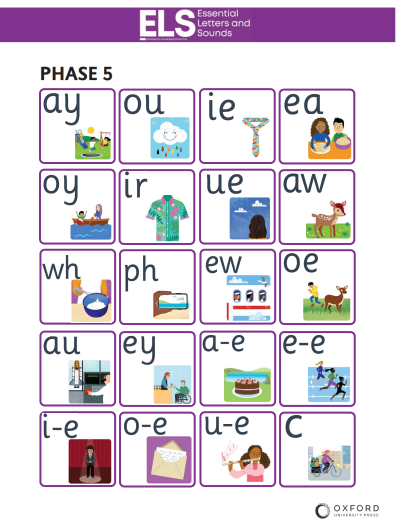 ELS Essential
Letters and
Sounds
PHASE 5
ay ou ie ea
oy ir ue aw
wh ph ew oe
au ey a-e e-e
i-e o-e u-e c
OXFORD
UNIVERSITY PRESS